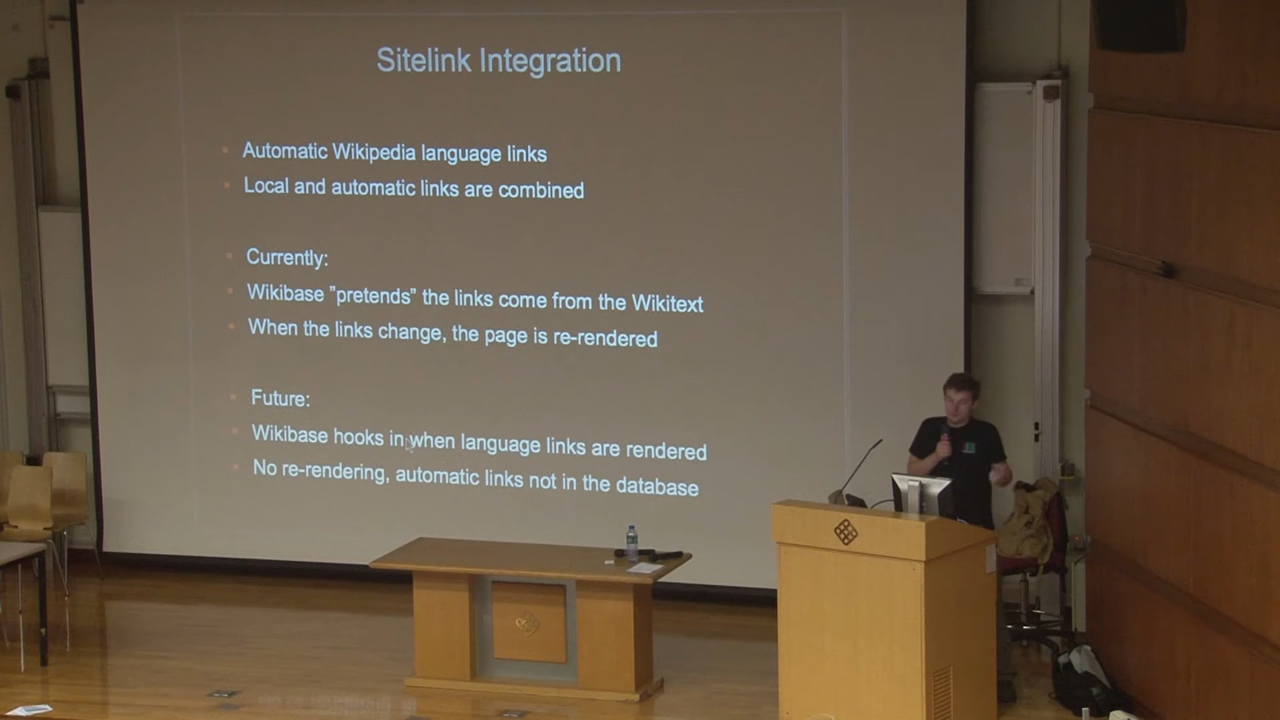 Sitelink Integration
Automatic Wikipedia language links
Local and automatic links are combined
Currently:
Wikibase ”pretends” the links come from the Wikitext
When the links change, the page is re-rendered
Future:
Wikibase hooks in when language links are rendered
No re-rendering, automatic links not in the database